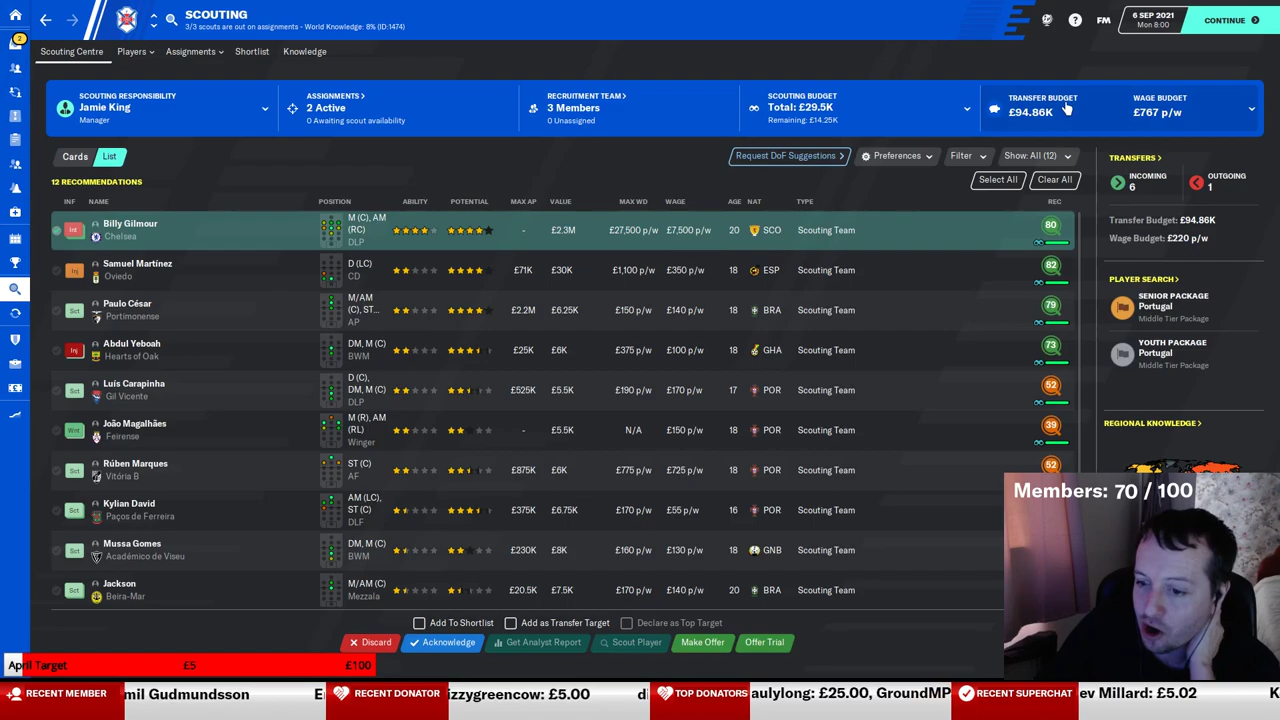 SCOUTING
3/3 scouts are out on assignments - World Knowledge: 8% (ID:1474)
FM
6 SEP 2021
Mon 8:00
CONTINUE
2
Scouting Centre
Players
Assignments
Shortlist
Knowledge
SCOUTING RESPONSIBILITY
Jamie King
Manager
ASSIGNMENTS >
2 Active
0 Awaiting scout availability
RECRUITMENT TEAM >
3 Members
0 Unassigned
SCOUTING BUDGET
Total: £29.5K
Remaining: £14.25K
TRANSFER BUDGET
£94.86K
WAGE BUDGET
£767 p/w
Cards
List
Request DoF Suggestions >
Preferences
Filter
Show: All (12)
12 RECOMMENDATIONS
Select All
Clear All
INF NAME POSITION ABILITY POTENTIAL MAX AP VALUE MAX WD WAGE AGE NAT TYPE REC
Int Billy Gilmour Chelsea M (C), AM (RC) DLP - £2.3M £27,500 p/w £7,500 p/w 20 SCO Scouting Team 80
Inj Samuel Martínez Oviedo D (LC) CD £71K £30K £1,100 p/w £350 p/w 18 ESP Scouting Team 82
Sct Paulo César Portimonense M/AM (C), ST... AP £2.2M £6.25K £150 p/w £140 p/w 18 BRA Scouting Team 79
Inj Abdul Yeboah Hearts of Oak DM, M (C) BWM £25K £6K £375 p/w £100 p/w 18 GHA Scouting Team 73
Sct Luís Carapinha Gil Vicente D (C), DM, M (C) DLP £525K £5.5K £190 p/w £170 p/w 17 POR Scouting Team 52
Wnt João Magalhães Feirense M (R), AM (RL) Winger - £5.5K N/A £150 p/w 18 POR Scouting Team 39
Sct Rúben Marques Vitória B ST (C) AF £875K £6K £775 p/w £725 p/w 18 POR Scouting Team 52
Sct Kylian David Paços de Ferreira AM (LC), ST (C) DLF £375K £6.75K £170 p/w £55 p/w 16 POR Scouting Team
Sct Mussa Gomes Académico de Viseu DM, M (C) BWM £230K £8K £160 p/w £130 p/w 18 GNB Scouting Team
Sct Jackson Beira-Mar M/AM (C) Mezzala £20.5K £7.5K £170 p/w £140 p/w 20 BRA Scouting Team
TRANSFERS >
INCOMING
6
OUTGOING
1
Transfer Budget: £94.86K
Wage Budget: £220 p/w
PLAYER SEARCH >
SENIOR PACKAGE
Portugal
Middle Tier Package
YOUTH PACKAGE
Portugal
Middle Tier Package
REGIONAL KNOWLEDGE >
Members: 70 / 100
Add To Shortlist
Add as Transfer Target
Declare as Top Target
Discard
Acknowledge
Get Analyst Report
Scout Player
Make Offer
Offer Trial
April Target £5 £100
RECENT MEMBER
mil Gudmundsson
RECENT DONATOR
izzygreencow: £5.00
TOP DONATORS
aulylong: £25.00, GroundMP
RECENT SUPERCHAT
ev Millard: £5.02